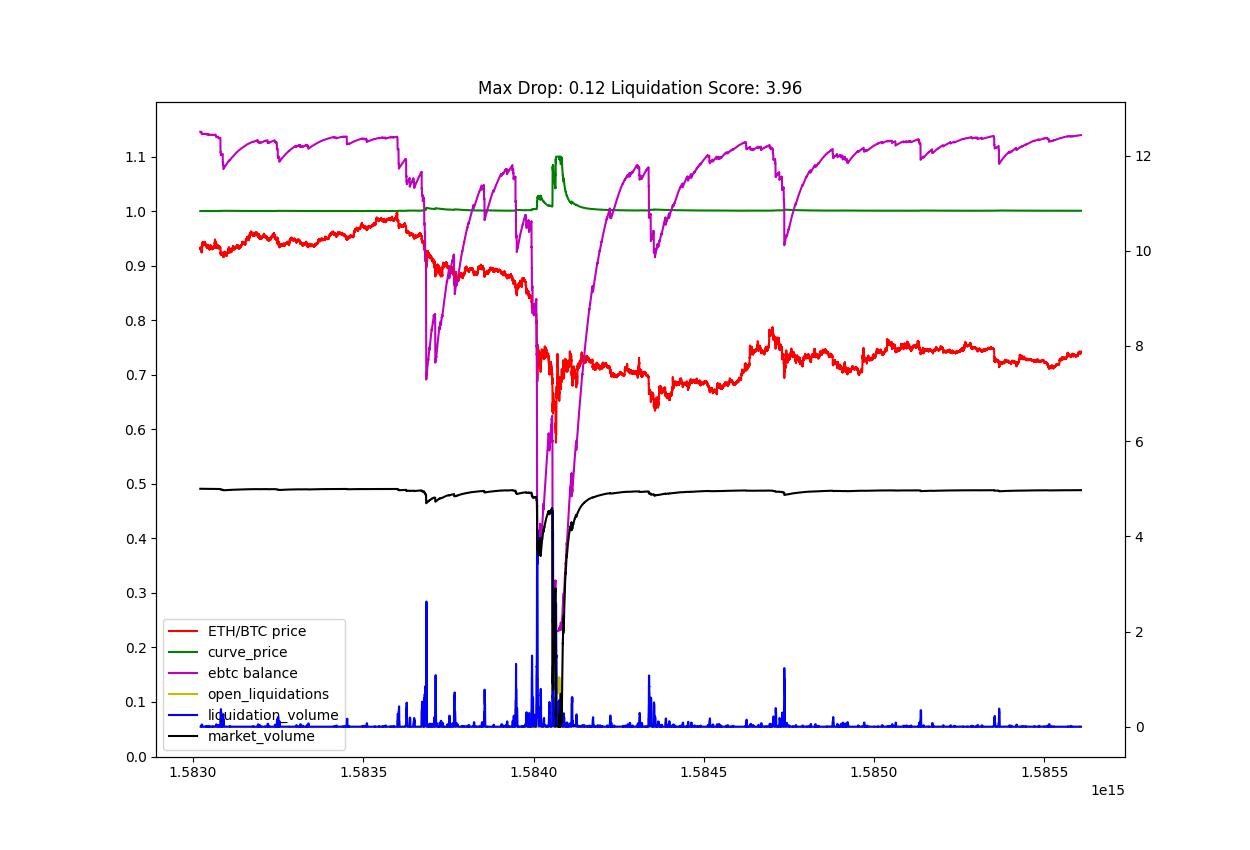 Max Drop: 0.12 Liquidation Score: 3.96
1.1
1.0
0.9
0.8
0.7
0.6
0.5
0.4
0.3
0.2
0.1
0.0
12
10
8
6
4
2
0
ETH/BTC price
curve_price
ebtc balance
open_liquidations
liquidation_volume
market_volume
1.5830 1.5835 1.5840 1.5845 1.5850 1.5855
1e15